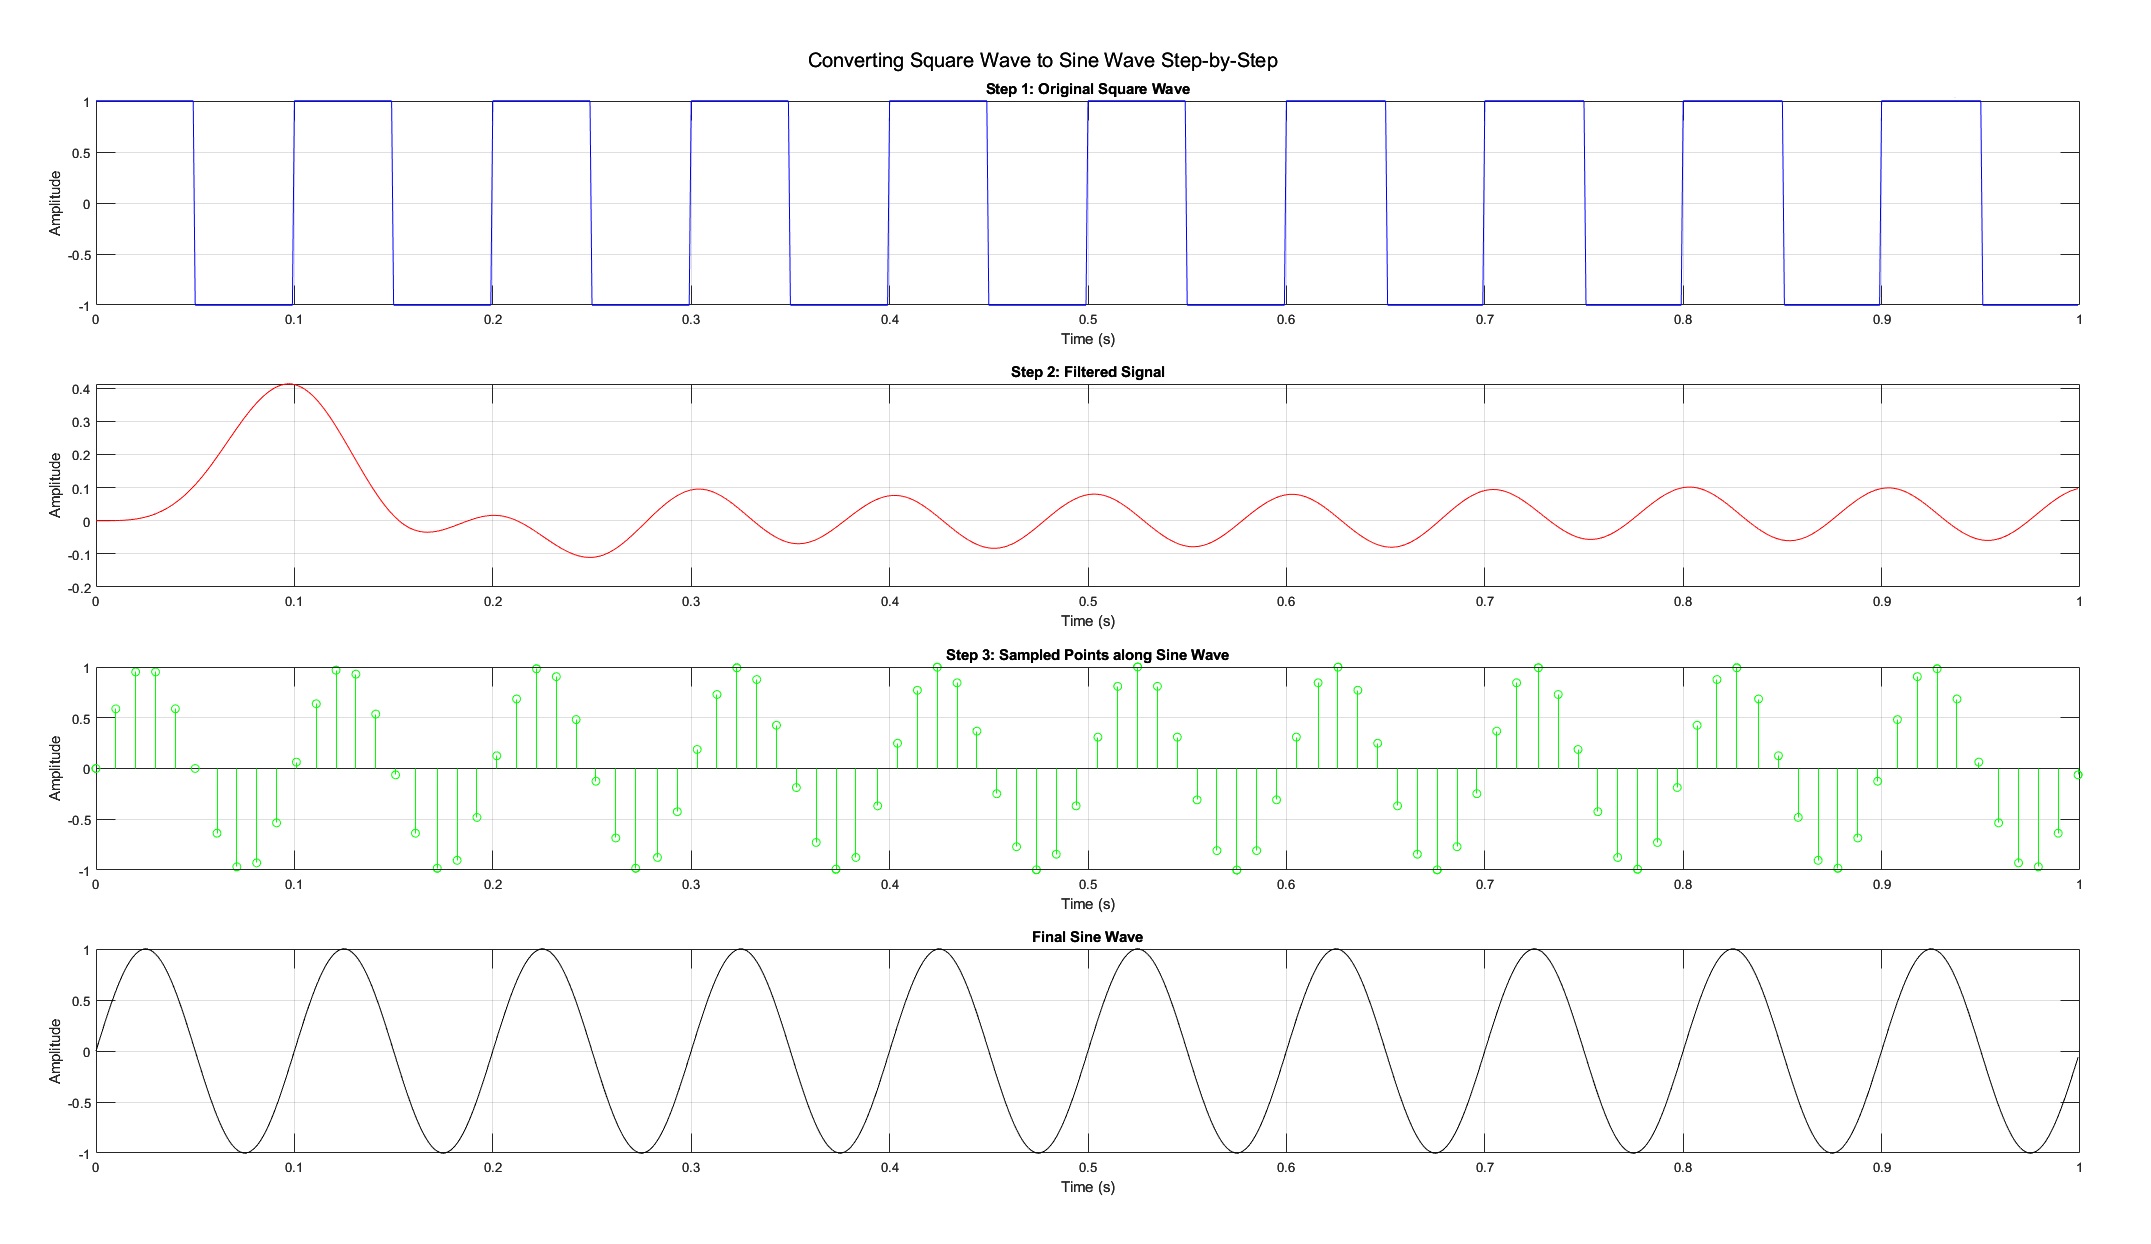 Converting Square Wave to Sine Wave Step-by-Step
Step 1: Original Square Wave
1
0.5
0
-0.5
-1
Amplitude
0 0.1 0.2 0.3 0.4 0.5 0.6 0.7 0.8 0.9 1
Time (s)
Step 2: Filtered Signal
0.4
0.3
0.2
0.1
0
-0.1
-0.2
Amplitude
0 0.1 0.2 0.3 0.4 0.5 0.6 0.7 0.8 0.9 1
Time (s)
Step 3: Sampled Points along Sine Wave
1
0.5
0
-0.5
-1
Amplitude
0 0.1 0.2 0.3 0.4 0.5 0.6 0.7 0.8 0.9 1
Time (s)
Final Sine Wave
1
0.5
0
-0.5
-1
Amplitude
0 0.1 0.2 0.3 0.4 0.5 0.6 0.7 0.8 0.9 1
Time (s)